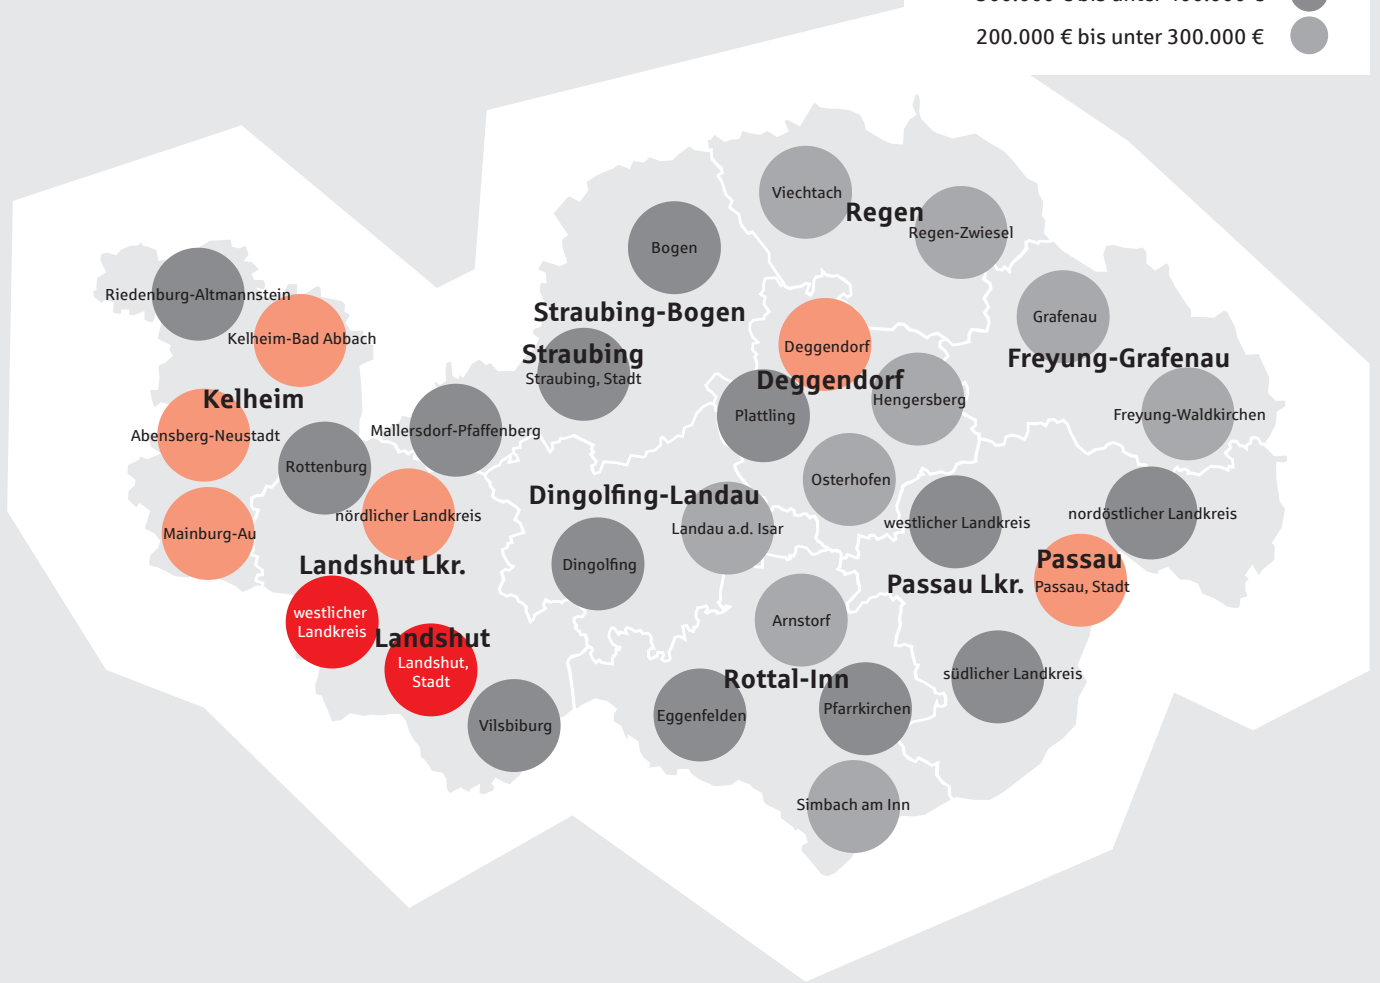 200.000 € bis unter 300.000 €
Viechtach
Regen
Regen-Zwiesel
Bogen
Riedenburg-Altmannstein
Straubing-Bogen
Grafenau
Kelheim-Bad Abbach
Deggendorf
Straubing
Freyung-Grafenau
Straubing, Stadt
Deggendorf
Kelheim
Hengersberg
Plattling
Freyung-Waldkirchen
Mallersdorf-Pfaffenberg
Abensberg-Neustadt
Rottenburg
Osterhofen
Dingolfing-Landau
nördlicher Landkreis
nordöstlicher Landkreis
westlicher Landkreis
Landau a.d. Isar
Mainburg-Au
Passau
Landshut Lkr.
Dingolfing
Passau Lkr.
Passau, Stadt
westlicher
Landkreis
Arnstorf
Landshut
Landshut,
Stadt
südlicher Landkreis
Rottal-Inn
Eggenfelden
Pfarrkirchen
Vilsbiburg
Simbach am Inn